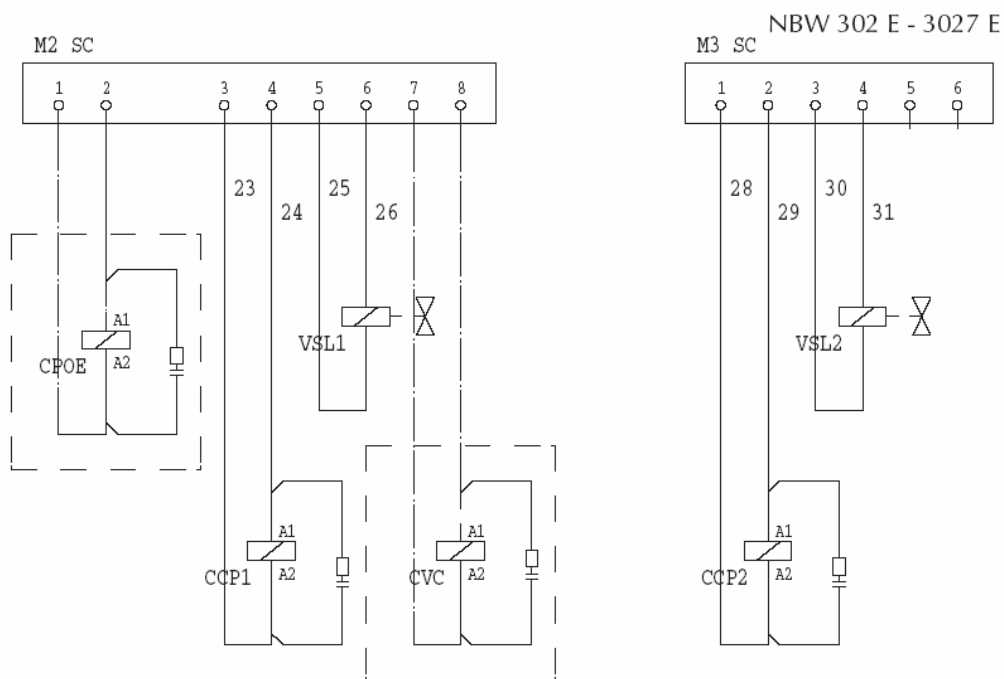 NBW 302 E - 3027 E
M2 SC
M3 SC
1 2 3 4 5 6 7 8
1 2 3 4 5 6
23 25 28 30
24 26 29 31
VSL1 VSL2
A1
CPOE A2
A1 A1 A1
CCP1 A2 CVC A2 CCP2 A2